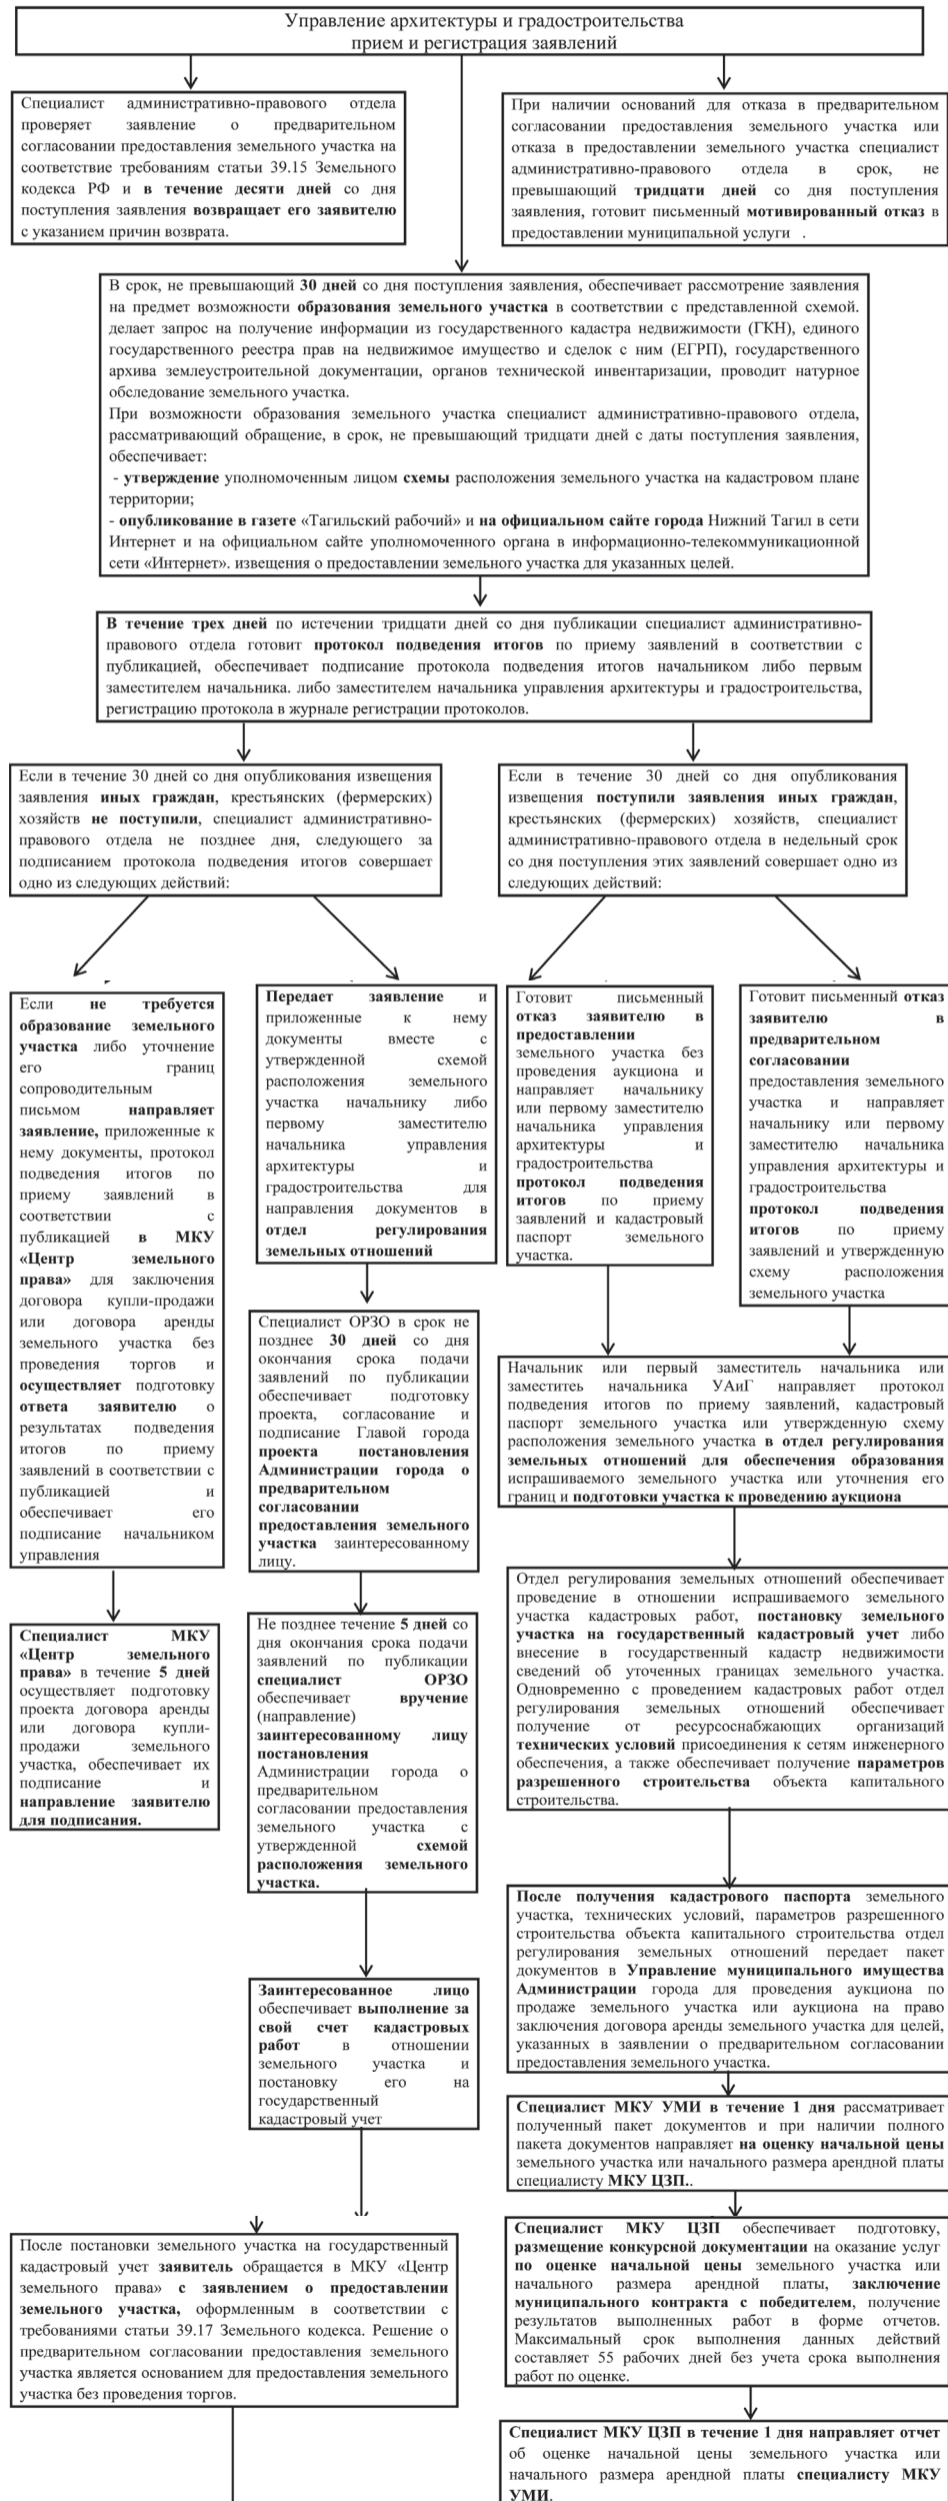 Управление архитектуры и градостроительства
прием и регистрация заявлений
Специалист административно-правового отдела
проверяет заявление о предварительном
согласовании предоставления земельного участка на
соответствие требованиям статьи 39.15 Земельного
кодекса РФ и в течение десяти дней со дня
поступления заявления возвращает его заявителю
с указанием причин возврата.
При наличии оснований для отказа в предварительном
согласовании предоставления земельного участка или
отказа в предоставлении земельного участка специалист
административно-правового отдела в срок, не
превышающий тридцати дней со дня поступления
заявления, готовит письменный мотивированный отказ в
предоставлении муниципальной услуги .
В срок, не превышающий 30 дней со дня поступления заявления, обеспечивает рассмотрение заявления
на предмет возможности образования земельного участка в соответствии с представленной схемой.
делает запрос на получение информации из государственного кадастра недвижимости (ГКН), единого
государственного реестра прав на недвижимое имущество и сделок с ним (ЕГРП), государственного
архива землеустроительной документации, органов технической инвентаризации, проводит натурное
обследование земельного участка.
При возможности образования земельного участка специалист административно-правового отдела,
рассматривающий обращение, в срок, не превышающий тридцати дней с даты поступления заявления,
обеспечивает:
- утверждение уполномоченным лицом схемы расположения земельного участка на кадастровом плане
территории;
- опубликование в газете «Тагильский рабочий» и на официальном сайте города Нижний Тагил в сети
Интернет и на официальном сайте уполномоченного органа в информационно-телекоммуникационной
сети «Интернет». извещения о предоставлении земельного участка для указанных целей.
В течение трех дней по истечении тридцати дней со дня публикации специалист административно-
правового отдела готовит протокол подведения итогов по приему заявлений в соответствии с
публикацией, обеспечивает подписание протокола подведения итогов начальником либо первым
заместителем начальника. либо заместителем начальника управления архитектуры и градостроительства,
регистрацию протокола в журнале регистрации протоколов.
Если в течение 30 дней со дня опубликования извещения
заявления иных граждан, крестьянских (фермерских)
хозяйств не поступили, специалист административно-
правового отдела не позднее дня, следующего за
подписанием протокола подведения итогов совершает
одно из следующих действий:
Если в течение 30 дней со дня опубликования
извещения поступили заявления иных граждан,
крестьянских (фермерских) хозяйств, специалист
административно-правового отдела в недельный срок
со дня поступления этих заявлений совершает одно из
следующих действий:
Если не требуется
образование земельного
участка либо уточнение
его границ
сопроводительным
письмом направляет
заявление, приложенные к
нему документы, протокол
подведения итогов по
приему заявлений в
соответствии с
публикацией в МКУ
«Центр земельного
права» для заключения
договора купли-продажи
или договора аренды
земельного участка без
проведения торгов и
осуществляет подготовку
ответа заявителю о
результатах подведения
итогов по приему
заявлений в соответствии с
публикацией и
обеспечивает его
подписание начальником
управления
Передает заявление и
приложенные к нему
документы вместе с
утвержденной схемой
расположения земельного
участка начальнику либо
первому заместителю
начальника управления
архитектуры и
градостроительства для
направления документов в
отдел регулирования
земельных отношений
Готовит письменный
отказ заявителю в
предоставлении
земельного участка без
проведения аукциона и
направляет начальнику
или первому заместителю
начальника управления
архитектуры и
градостроительства
протокол подведения
итогов по приему
заявлений и кадастровый
паспорт земельного
участка.
Готовит письменный отказ
заявителю в
предварительном
согласовании
предоставления земельного
участка и направляет
начальнику или первому
заместителю начальника
управления архитектуры и
градостроительства
протокол подведения
итогов по приему
заявлений и утвержденную
схему расположения
земельного участка
Специалист ОРЗО в срок не
позднее 30 дней со дня
окончания срока подачи
заявлений по публикации
обеспечивает подготовку
проекта, согласование и
подписание Главой города
проекта постановления
Администрации города о
предварительном
согласовании
предоставления земельного
участка заинтересованному
лицу.
Начальник или первый заместитель начальника или
заместитеь начальника УАиГ направляет протокол
подведения итогов по приему заявлений, кадастровый
паспорт земельного участка или утвержденную схему
расположения земельного участка в отдел регулирования
земельных отношений для обеспечения образования
испрашиваемого земельного участка или уточнения его
границ и подготовки участка к проведению аукциона
Специалист МКУ
«Центр земельного
права» в течение 5 дней
осуществляет подготовку
проекта договора аренды
или договора купли-
продажи земельного
участка, обеспечивает их
подписание и
направление заявителю
для подписания.
Не позднее течение 5 дней со
дня окончания срока подачи
заявлений по публикации
специалист ОРЗО
обеспечивает вручение
(направление)
заинтересованному лицу
постановления
Администрации города о
предварительном
согласовании предоставления
земельного участка с
утвержденной схемой
расположения земельного
участка.
Отдел регулирования земельных отношений обеспечивает
проведение в отношении испрашиваемого земельного
участка кадастровых работ, постановку земельного
участка на государственный кадастровый учет либо
внесение в государственный кадастр недвижимости
сведений об уточненных границах земельного участка.
Одновременно с проведением кадастровых работ отдел
регулирования земельных отношений обеспечивает
получение от ресурсоснабжающих организаций
технических условий присоединения к сетям инженерного
обеспечения, а также обеспечивает получение параметров
разрешенного строительства объекта капитального
строительства.
После получения кадастрового паспорта земельного
участка, технических условий, параметров разрешенного
строительства объекта капитального строительства отдел
регулирования земельных отношений передает пакет
документов в Управление муниципального имущества
Администрации города для проведения аукциона по
продаже земельного участка или аукциона на право
заключения договора аренды земельного участка для целей,
указанных в заявлении о предварительном согласовании
предоставления земельного участка.
Заинтересованное лицо
обеспечивает выполнение за
свой счет кадастровых
работ в отношении
земельного участка и
постановку его на
государственный
кадастровый учет
Специалист МКУ УМИ в течение 1 дня рассматривает
полученный пакет документов и при наличии полного
пакета документов направляет на оценку начальной цены
земельного участка или начального размера арендной платы
специалисту МКУ ЦЗП..
После постановки земельного участка на государственный
кадастровый учет заявитель обращается в МКУ «Центр
земельного права» с заявлением о предоставлении
земельного участка, оформленным в соответствии с
требованиями статьи 39.17 Земельного кодекса. Решение о
предварительном согласовании предоставления земельного
участка является основанием для предоставления земельного
участка без проведения торгов.
Специалист МКУ ЦЗП обеспечивает подготовку,
размещение конкурсной документации на оказание услуг
по оценке начальной цены земельного участка или
начального размера арендной платы, заключение
муниципального контракта с победителем, получение
результатов выполненных работ в форме отчетов.
Максимальный срок выполнения данных действий
составляет 55 рабочих дней без учета срока выполнения
работ по оценке.
Специалист МКУ ЦЗП в течение 1 дня направляет отчет
об оценке начальной цены земельного участка или
начального размера арендной платы специалисту МКУ
УМИ.